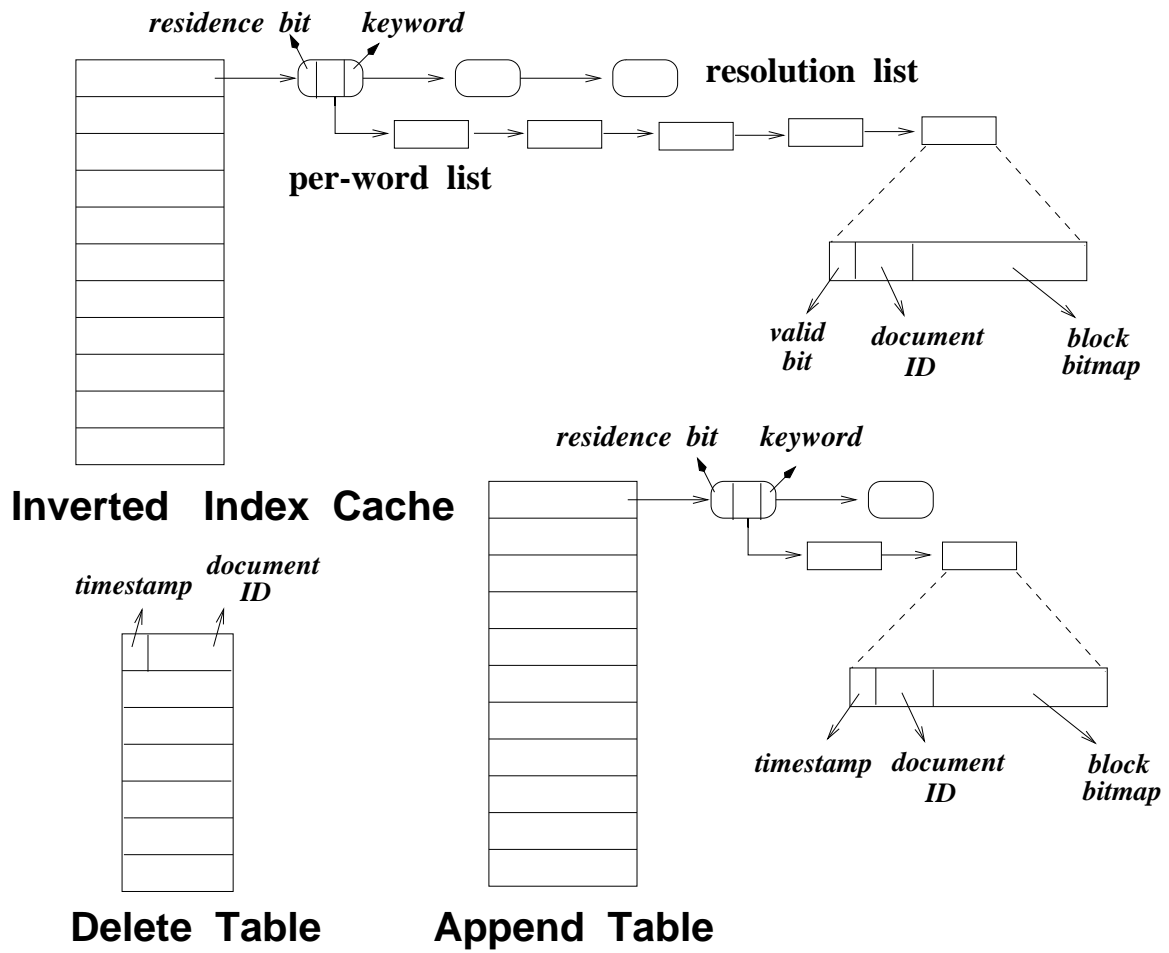 residence bit keyword
resolution list
per-word list
valid bit
document ID
block bitmap
Inverted Index Cache
residence bit keyword
timestamp document ID
timestamp document ID
block bitmap
Delete Table
Append Table